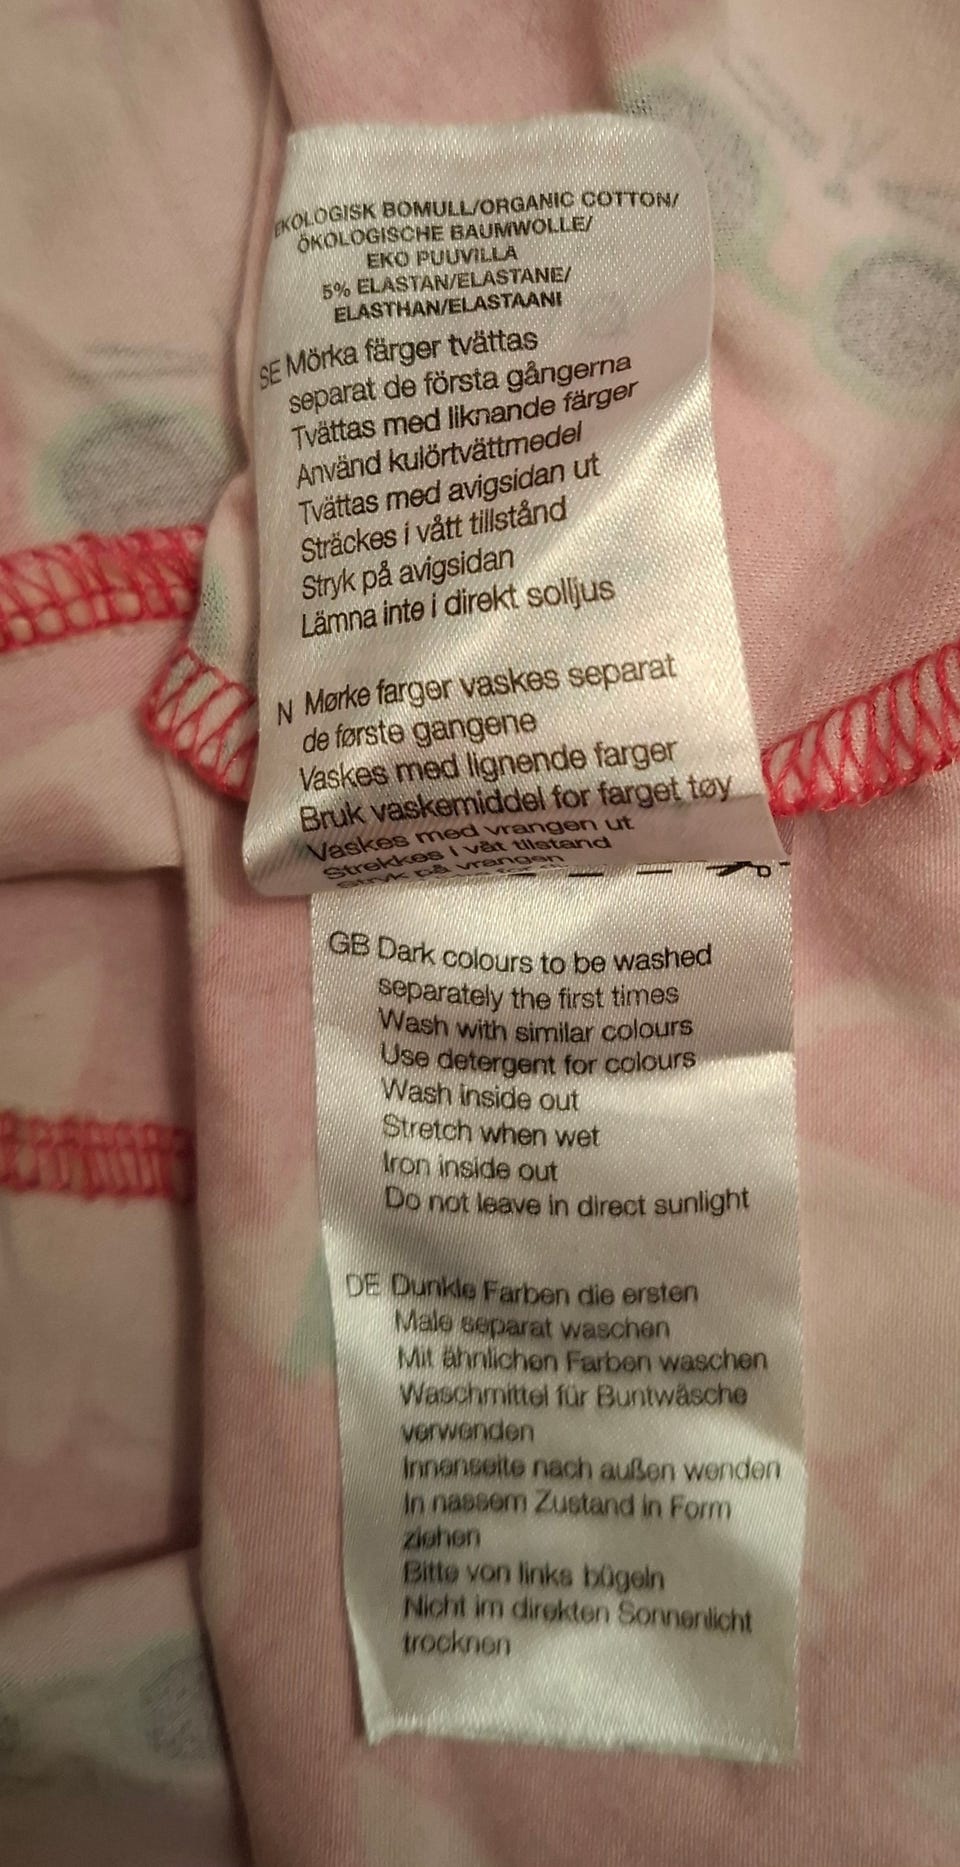 EKOLOGISK BOMULL/ORGANIC COTTON/
ÖKOLOGISCHE BAUMWOLLE/
EKO PUUVILLA
5% ELASTAN/ELASTANE/
ELASTHAN/ELASTAANI
SE Mörka färger tvättas
separat de första gångerna
Tvättas med liknande färger
Använd kulörtvättmedel
Tvättas med avigsidan ut
Sträckes i vått tillstånd
Stryk på avigsidan
Lämna inte i direkt solljus
N Mørke farger vaskes separat
de første gangene
Vaskes med lignende farger
Bruk vaskemiddel for farget tøy
Vaskes med vrangen ut
Strekkes i våt tilstand
Stryk på vrangen
GB Dark colours to be washed
separately the first times
Wash with similar colours
Use detergent for colours
Wash inside out
Stretch when wet
Iron inside out
Do not leave in direct sunlight
DE Dunkle Farben die ersten
Male separat waschen
Mit ähnlichen Farben waschen
Waschmittel für Buntwäsche
verwenden
Innenseite nach außen wenden
In nassem Zustand in Form
ziehen
Bitte von links bügeln
Nicht im direkten Sonnenlicht
trocknen